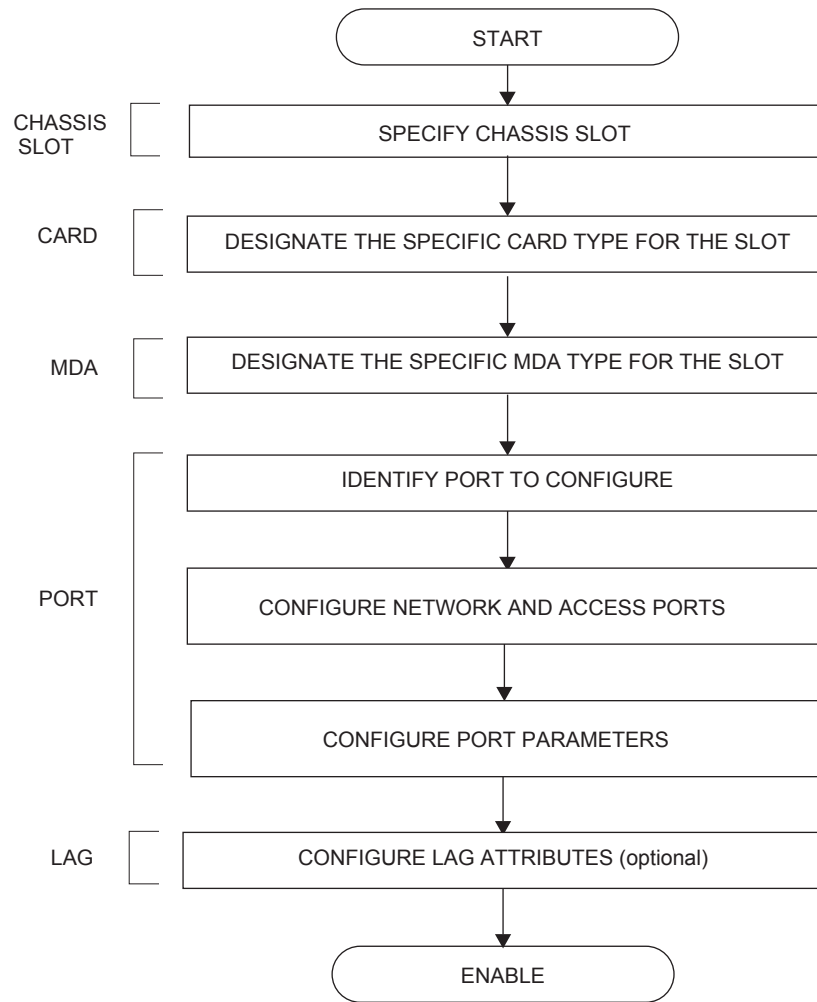 START
CHASSIS
SLOT
SPECIFY CHASSIS SLOT
CARD
DESIGNATE THE SPECIFIC CARD TYPE FOR THE SLOT
MDA
DESIGNATE THE SPECIFIC MDA TYPE FOR THE SLOT
IDENTIFY PORT TO CONFIGURE
PORT
CONFIGURE NETWORK AND ACCESS PORTS
CONFIGURE PORT PARAMETERS
LAG
CONFIGURE LAG ATTRIBUTES (optional)
ENABLE